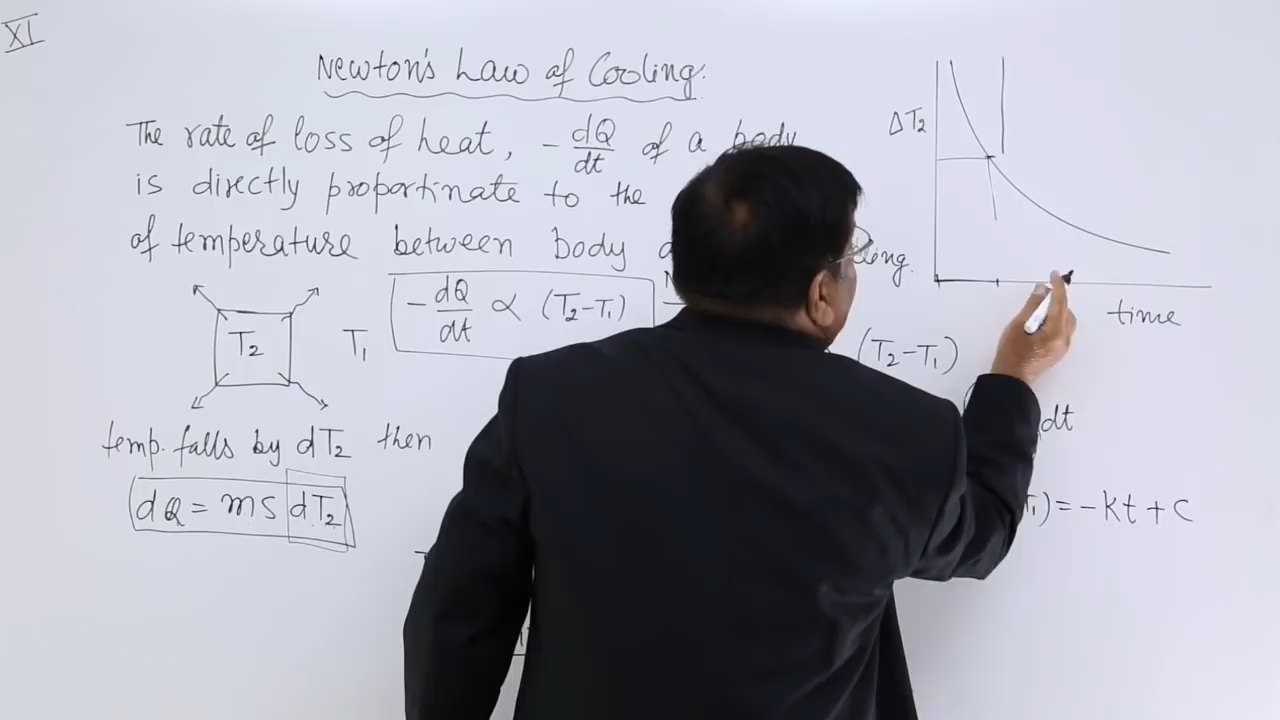 XI
Newton's Law of Cooling.
The rate of loss of heat, - dQ/dt of a body
is directly proportinate to the
of temperature between body
- dQ/dt ∝ (T₂-T₁)
T₂
T₁
(T₂-T₁)
temp. falls by dT₂ then
dt
dQ = ms dT₂
) = -kt + c
ΔT₂
time